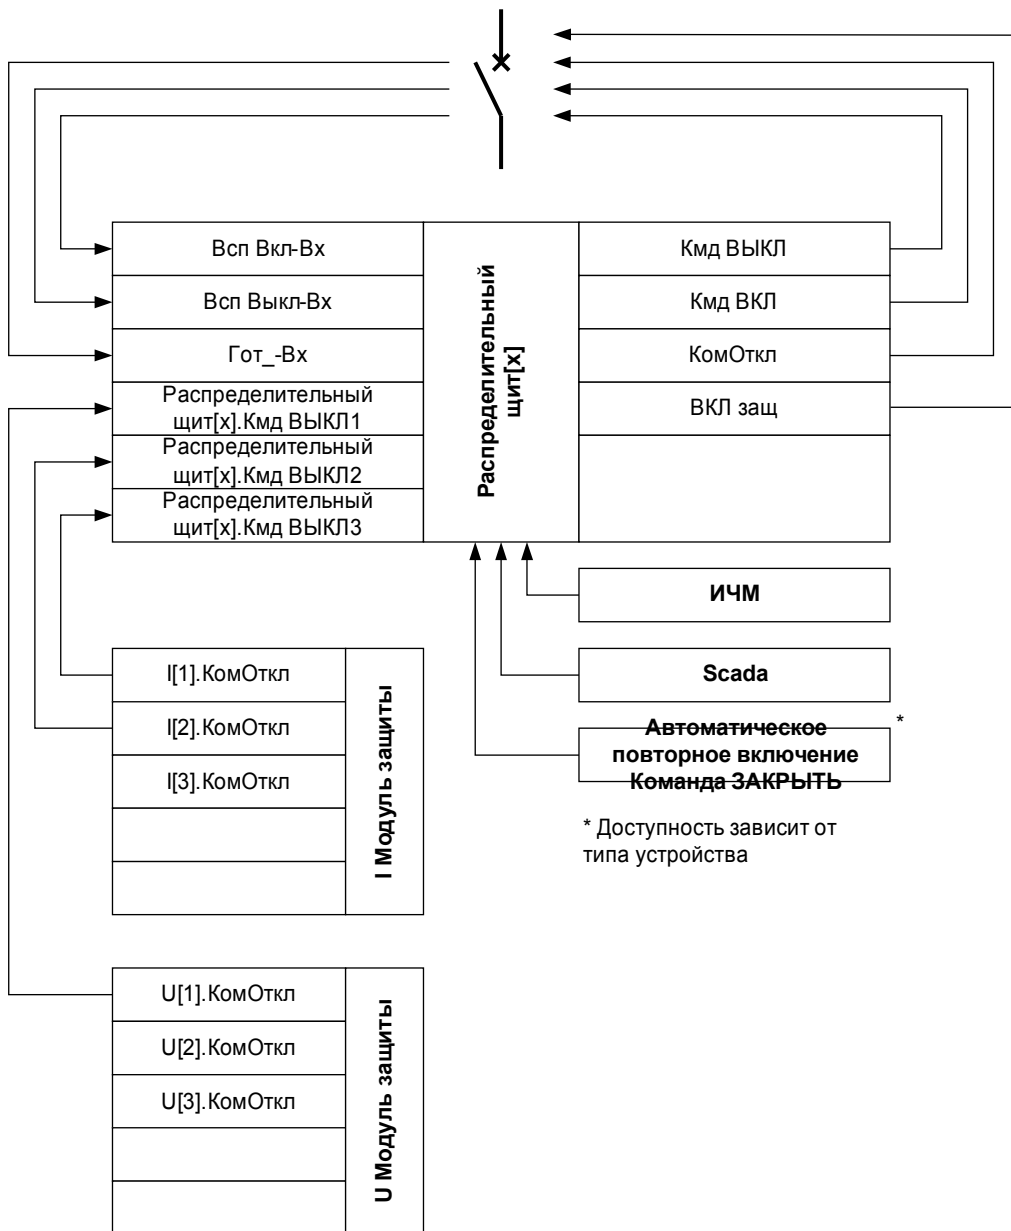 Всп Вкл-Вх
Всп Выкл-Вх
Гот_-Вх
Распределительный
щит[x].Кмд ВЫКЛ1
Распределительный
щит[x].Кмд ВЫКЛ2
Распределительный
щит[x].Кмд ВЫКЛ3
Распределительный
щит[x]
Кмд ВЫКЛ
Кмд ВКЛ
КомОткл
ВКЛ защ
ИЧМ
Scada
Автоматическое
повторное включение
Команда ЗАКРЫТЬ
*
* Доступность зависит от
типа устройства
I[1].КомОткл
I[2].КомОткл
I[3].КомОткл
I Модуль защиты
U[1].КомОткл
U[2].КомОткл
U[3].КомОткл
U Модуль защиты